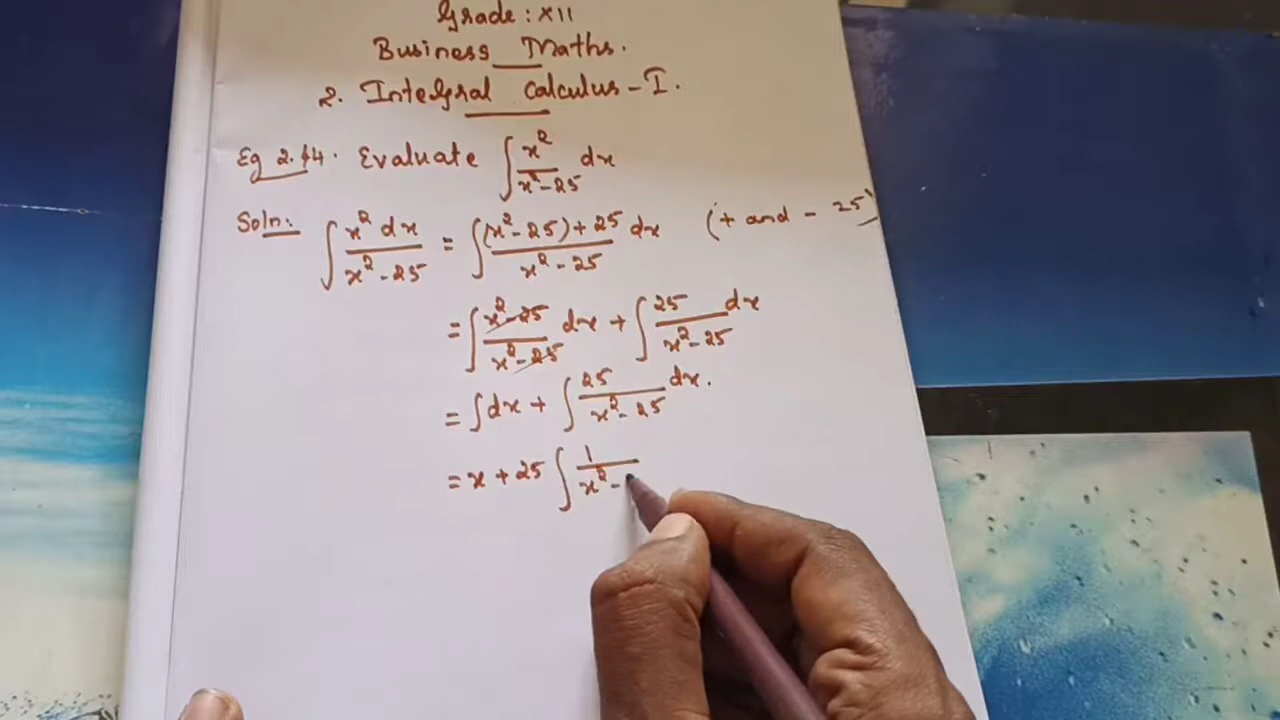 Grade : XII
Business Maths.
2. Integral Calculus - I.
Eg 2.44. Evaluate ∫ x²/(x²-25) dx
Soln: ∫ x² dx/(x²-25) = ∫ ((x²-25)+25)/(x²-25) dx (+ and - 25)
= ∫ (x²-25)/(x²-25) dx + ∫ 25/(x²-25) dx
= ∫ dx + ∫ 25/(x²-25) dx.
= x + 25 ∫ 1/(x²-